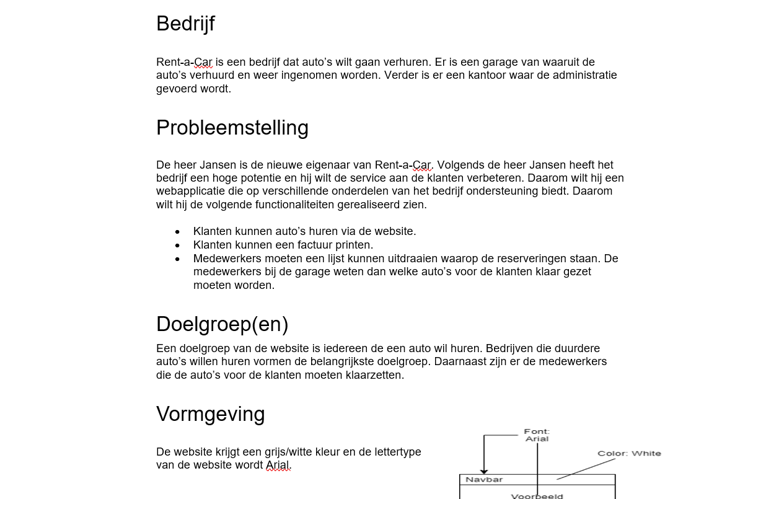 Bedrijf
Rent-a-Car is een bedrijf dat auto's wilt gaan verhuren. Er is een garage van waaruit de
auto's verhuurd en weer ingenomen worden. Verder is er een kantoor waar de administratie
gevoerd wordt.
Probleemstelling
De heer Jansen is de nieuwe eigenaar van Rent-a-Car. Volgends de heer Jansen heeft het
bedrijf een hoge potentie en hij wilt de service aan de klanten verbeteren. Daarom wilt hij een
webapplicatie die op verschillende onderdelen van het bedrijf ondersteuning biedt. Daarom
wilt hij de volgende functionaliteiten gerealiseerd zien.
• Klanten kunnen auto's huren via de website.
• Klanten kunnen een factuur printen.
• Medewerkers moeten een lijst kunnen uitdraaien waarop de reserveringen staan. De
medewerkers bij de garage weten dan welke auto's voor de klanten klaar gezet
moeten worden.
Doelgroep(en)
Een doelgroep van de website is iedereen de een auto wil huren. Bedrijven die duurdere
auto's willen huren vormen de belangrijkste doelgroep. Daarnaast zijn er de medewerkers
die de auto's voor de klanten moeten klaarzetten.
Vormgeving
De website krijgt een grijs/witte kleur en de lettertype
van de website wordt Arial.
Font:
Arial
Color: White
Navbar
Voorbeeld